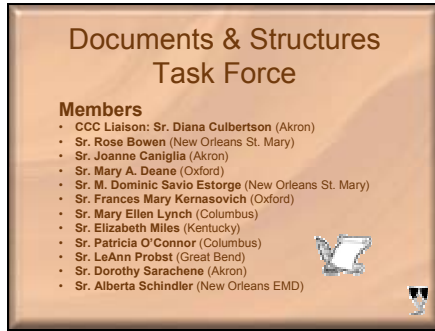 Documents & Structures
Task Force
Members
• CCC Liaison: Sr. Diana Culbertson (Akron)
• Sr. Rose Bowen (New Orleans St. Mary)
• Sr. Joanne Caniglia (Akron)
• Sr. Mary A. Deane (Oxford)
• Sr. M. Dominic Savio Estorge (New Orleans St. Mary)
• Sr. Frances Mary Kernasovich (Oxford)
• Sr. Mary Ellen Lynch (Columbus)
• Sr. Elizabeth Miles (Kentucky)
• Sr. Patricia O’Connor (Columbus)
• Sr. LeAnn Probst (Great Bend)
• Sr. Dorothy Sarachene (Akron)
• Sr. Alberta Schindler (New Orleans EMD)